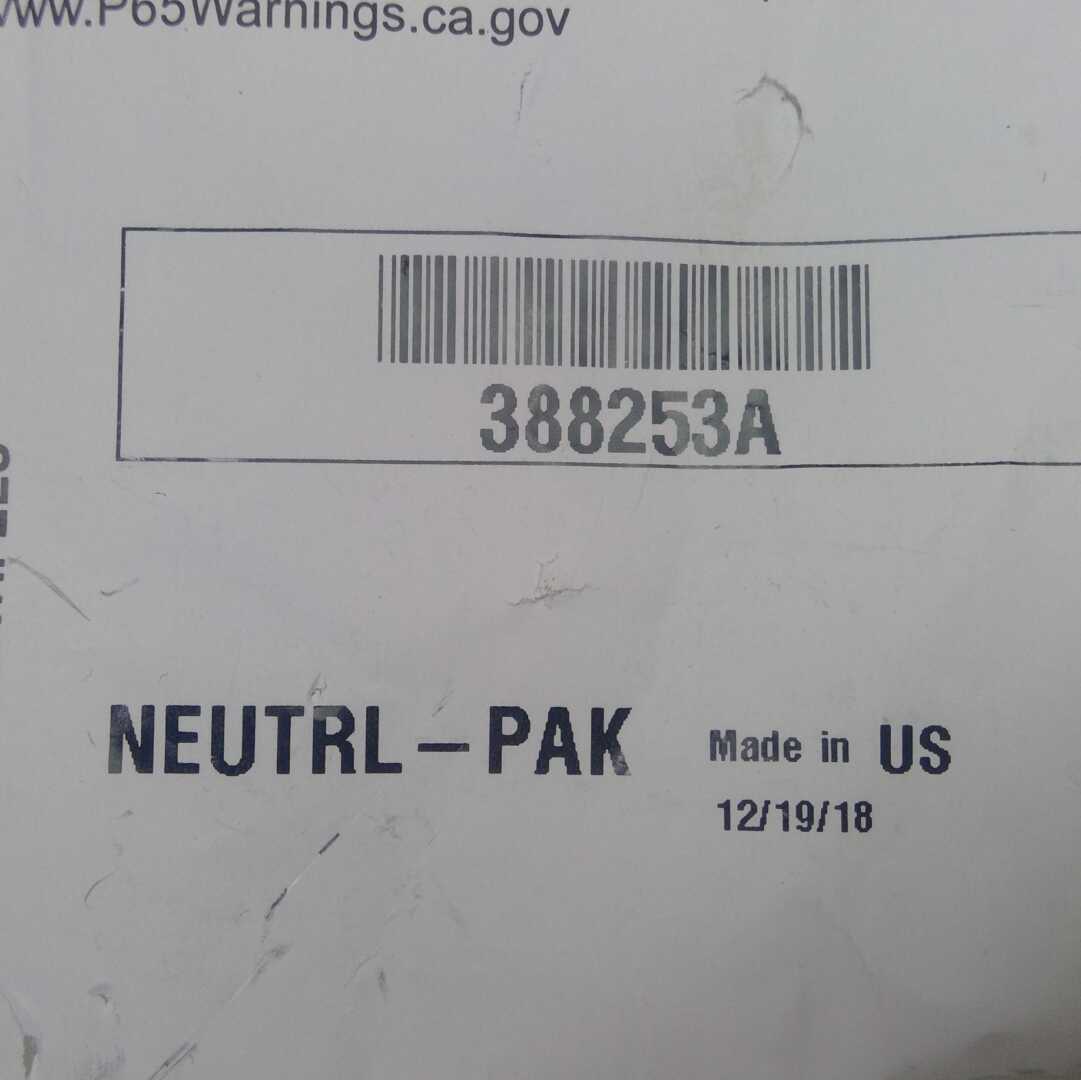 www.P65Warnings.ca.gov
388253A
NEUTRL-PAK
Made in US
12/19/18